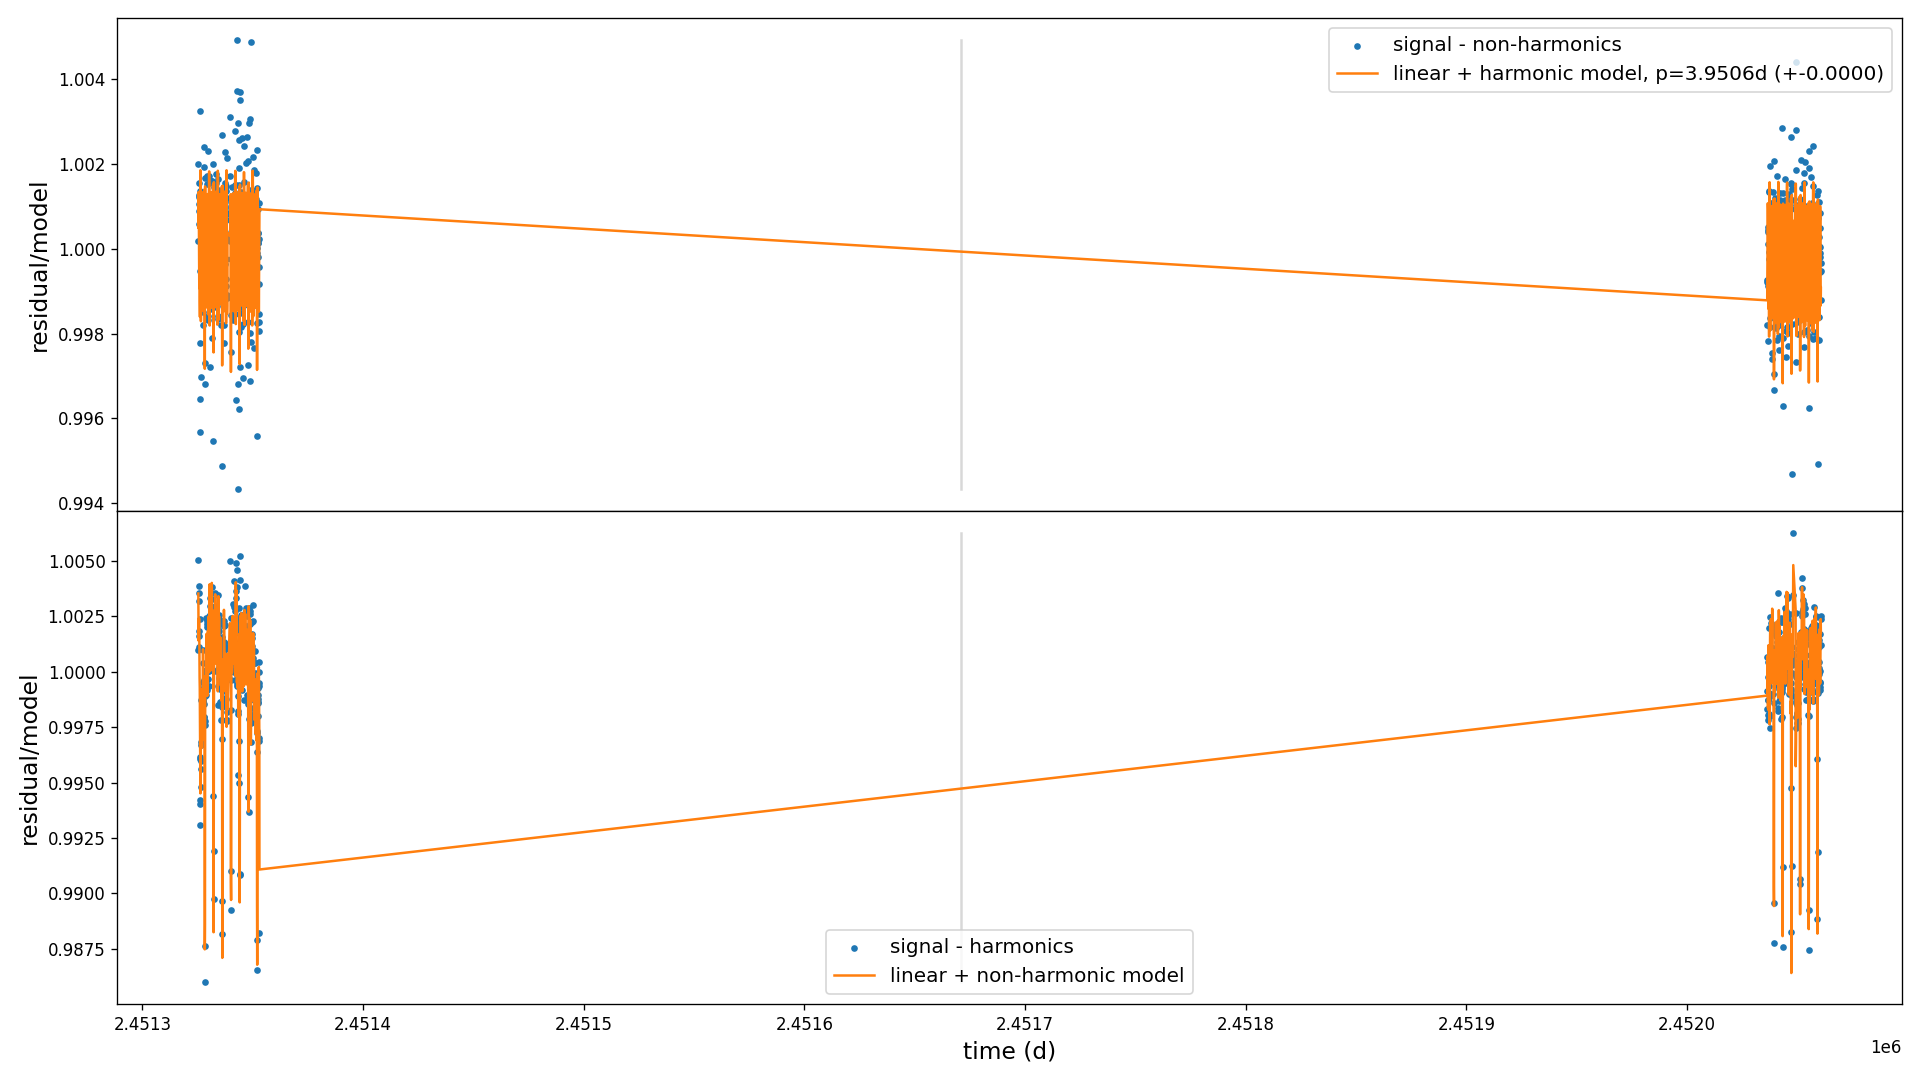 1.004
1.002
1.000
0.998
0.996
0.994
residual/model
signal - non-harmonics
linear + harmonic model, p=3.9506d (+-0.0000)
1.0050
1.0025
1.0000
0.9975
0.9950
0.9925
0.9900
0.9875
residual/model
signal - harmonics
linear + non-harmonic model
2.4513 2.4514 2.4515 2.4516 2.4517 2.4518 2.4519 2.4520
1e6
time (d)